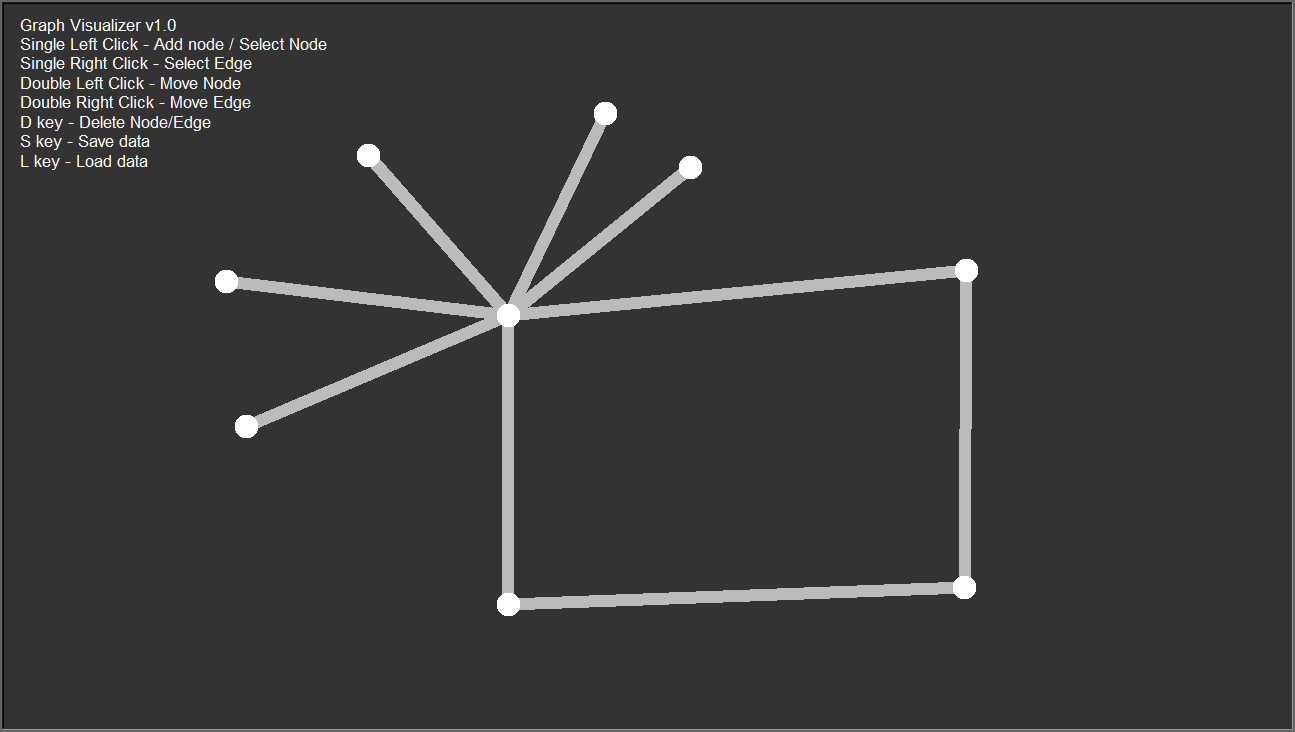 Graph Visualizer v1.0
Single Left Click - Add node / Select Node
Single Right Click - Select Edge
Double Left Click - Move Node
Double Right Click - Move Edge
D key - Delete Node/Edge
S key - Save data
L key - Load data